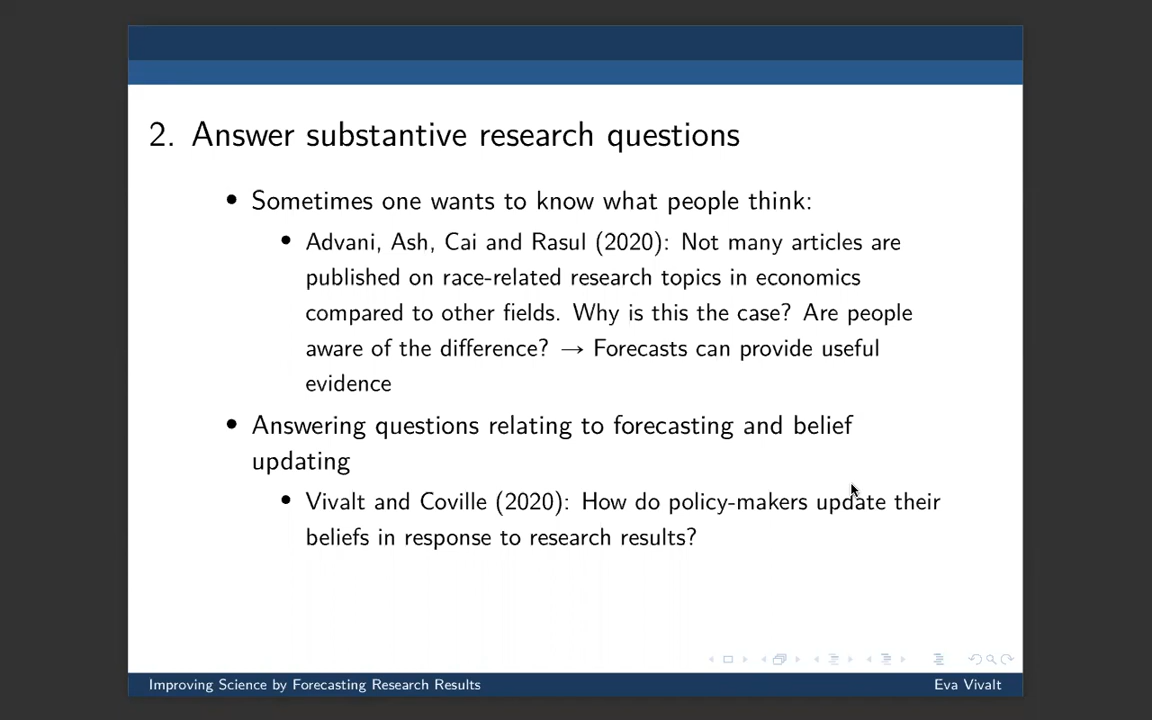 2. Answer substantive research questions
• Sometimes one wants to know what people think:
• Advani, Ash, Cai and Rasul (2020): Not many articles are
published on race-related research topics in economics
compared to other fields. Why is this the case? Are people
aware of the difference? → Forecasts can provide useful
evidence
• Answering questions relating to forecasting and belief
updating
• Vivalt and Coville (2020): How do policy-makers update their
beliefs in response to research results?
Improving Science by Forecasting Research Results
Eva Vivalt